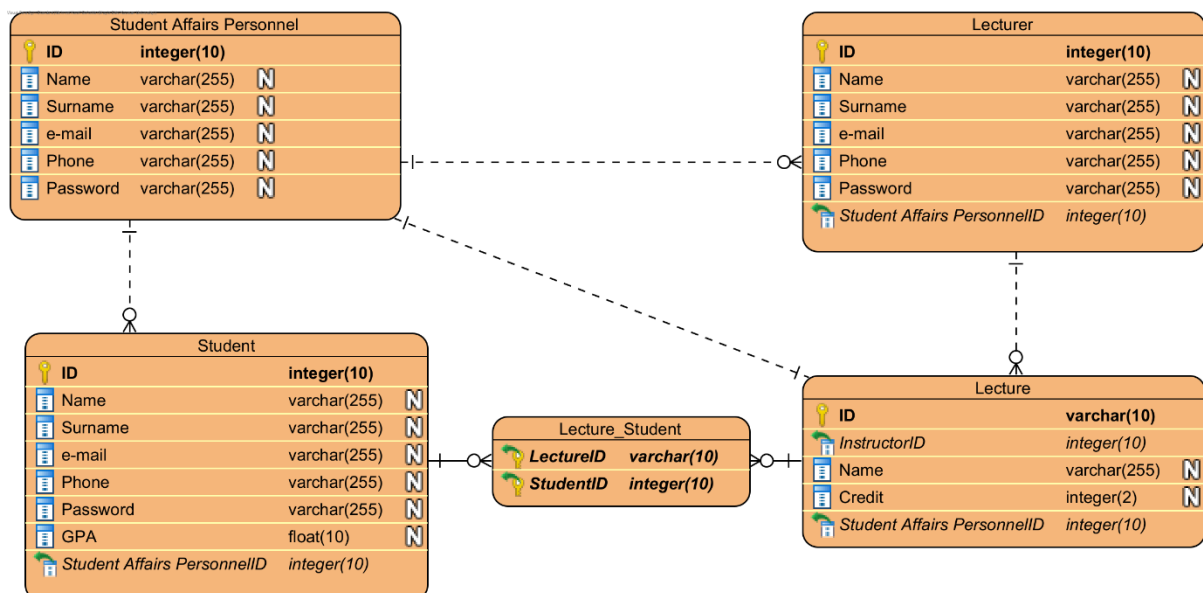 Student Affairs Personnel
ID integer(10)
Name varchar(255) N
Surname varchar(255) N
e-mail varchar(255) N
Phone varchar(255) N
Password varchar(255) N
Lecturer
ID integer(10)
Name varchar(255) N
Surname varchar(255) N
e-mail varchar(255) N
Phone varchar(255) N
Password varchar(255) N
Student Affairs PersonnelID integer(10)
Student
ID integer(10)
Name varchar(255) N
Surname varchar(255) N
e-mail varchar(255) N
Phone varchar(255) N
Password varchar(255) N
GPA float(10) N
Student Affairs PersonnelID integer(10)
Lecture_Student
LectureID varchar(10)
StudentID integer(10)
Lecture
ID varchar(10)
InstructorID integer(10)
Name varchar(255) N
Credit integer(2) N
Student Affairs PersonnelID integer(10)